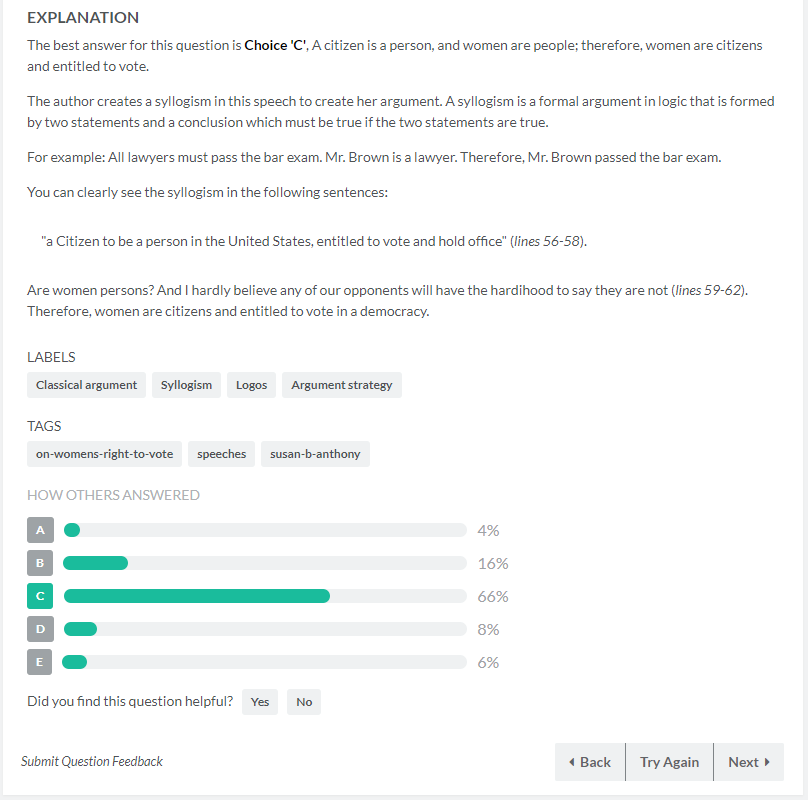 EXPLANATION
The best answer for this question is Choice 'C', A citizen is a person, and women are people; therefore, women are citizens
and entitled to vote.
The author creates a syllogism in this speech to create her argument. A syllogism is a formal argument in logic that is formed
by two statements and a conclusion which must be true if the two statements are true.
For example: All lawyers must pass the bar exam. Mr. Brown is a lawyer. Therefore, Mr. Brown passed the bar exam.
You can clearly see the syllogism in the following sentences:
"a Citizen to be a person in the United States, entitled to vote and hold office" (lines 56-58).
Are women persons? And I hardly believe any of our opponents will have the hardihood to say they are not (lines 59-62).
Therefore, women are citizens and entitled to vote in a democracy.
LABELS
Classical argument Syllogism Logos Argument strategy
TAGS
on-womens-right-to-vote speeches susan-b-anthony
HOW OTHERS ANSWERED
A 4%
B 16%
C 66%
D 8%
E 6%
Did you find this question helpful? Yes No
Submit Question Feedback Back Try Again Next